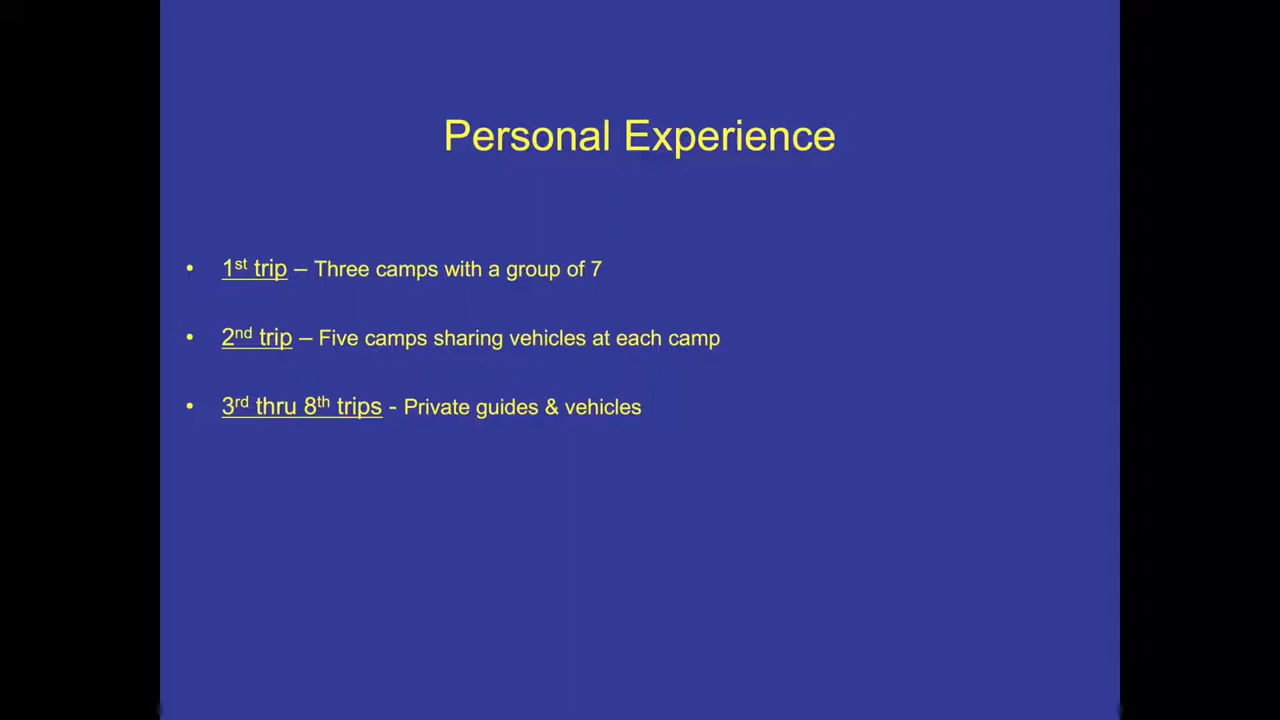 Personal Experience
• 1st trip – Three camps with a group of 7
• 2nd trip – Five camps sharing vehicles at each camp
• 3rd thru 8th trips - Private guides & vehicles